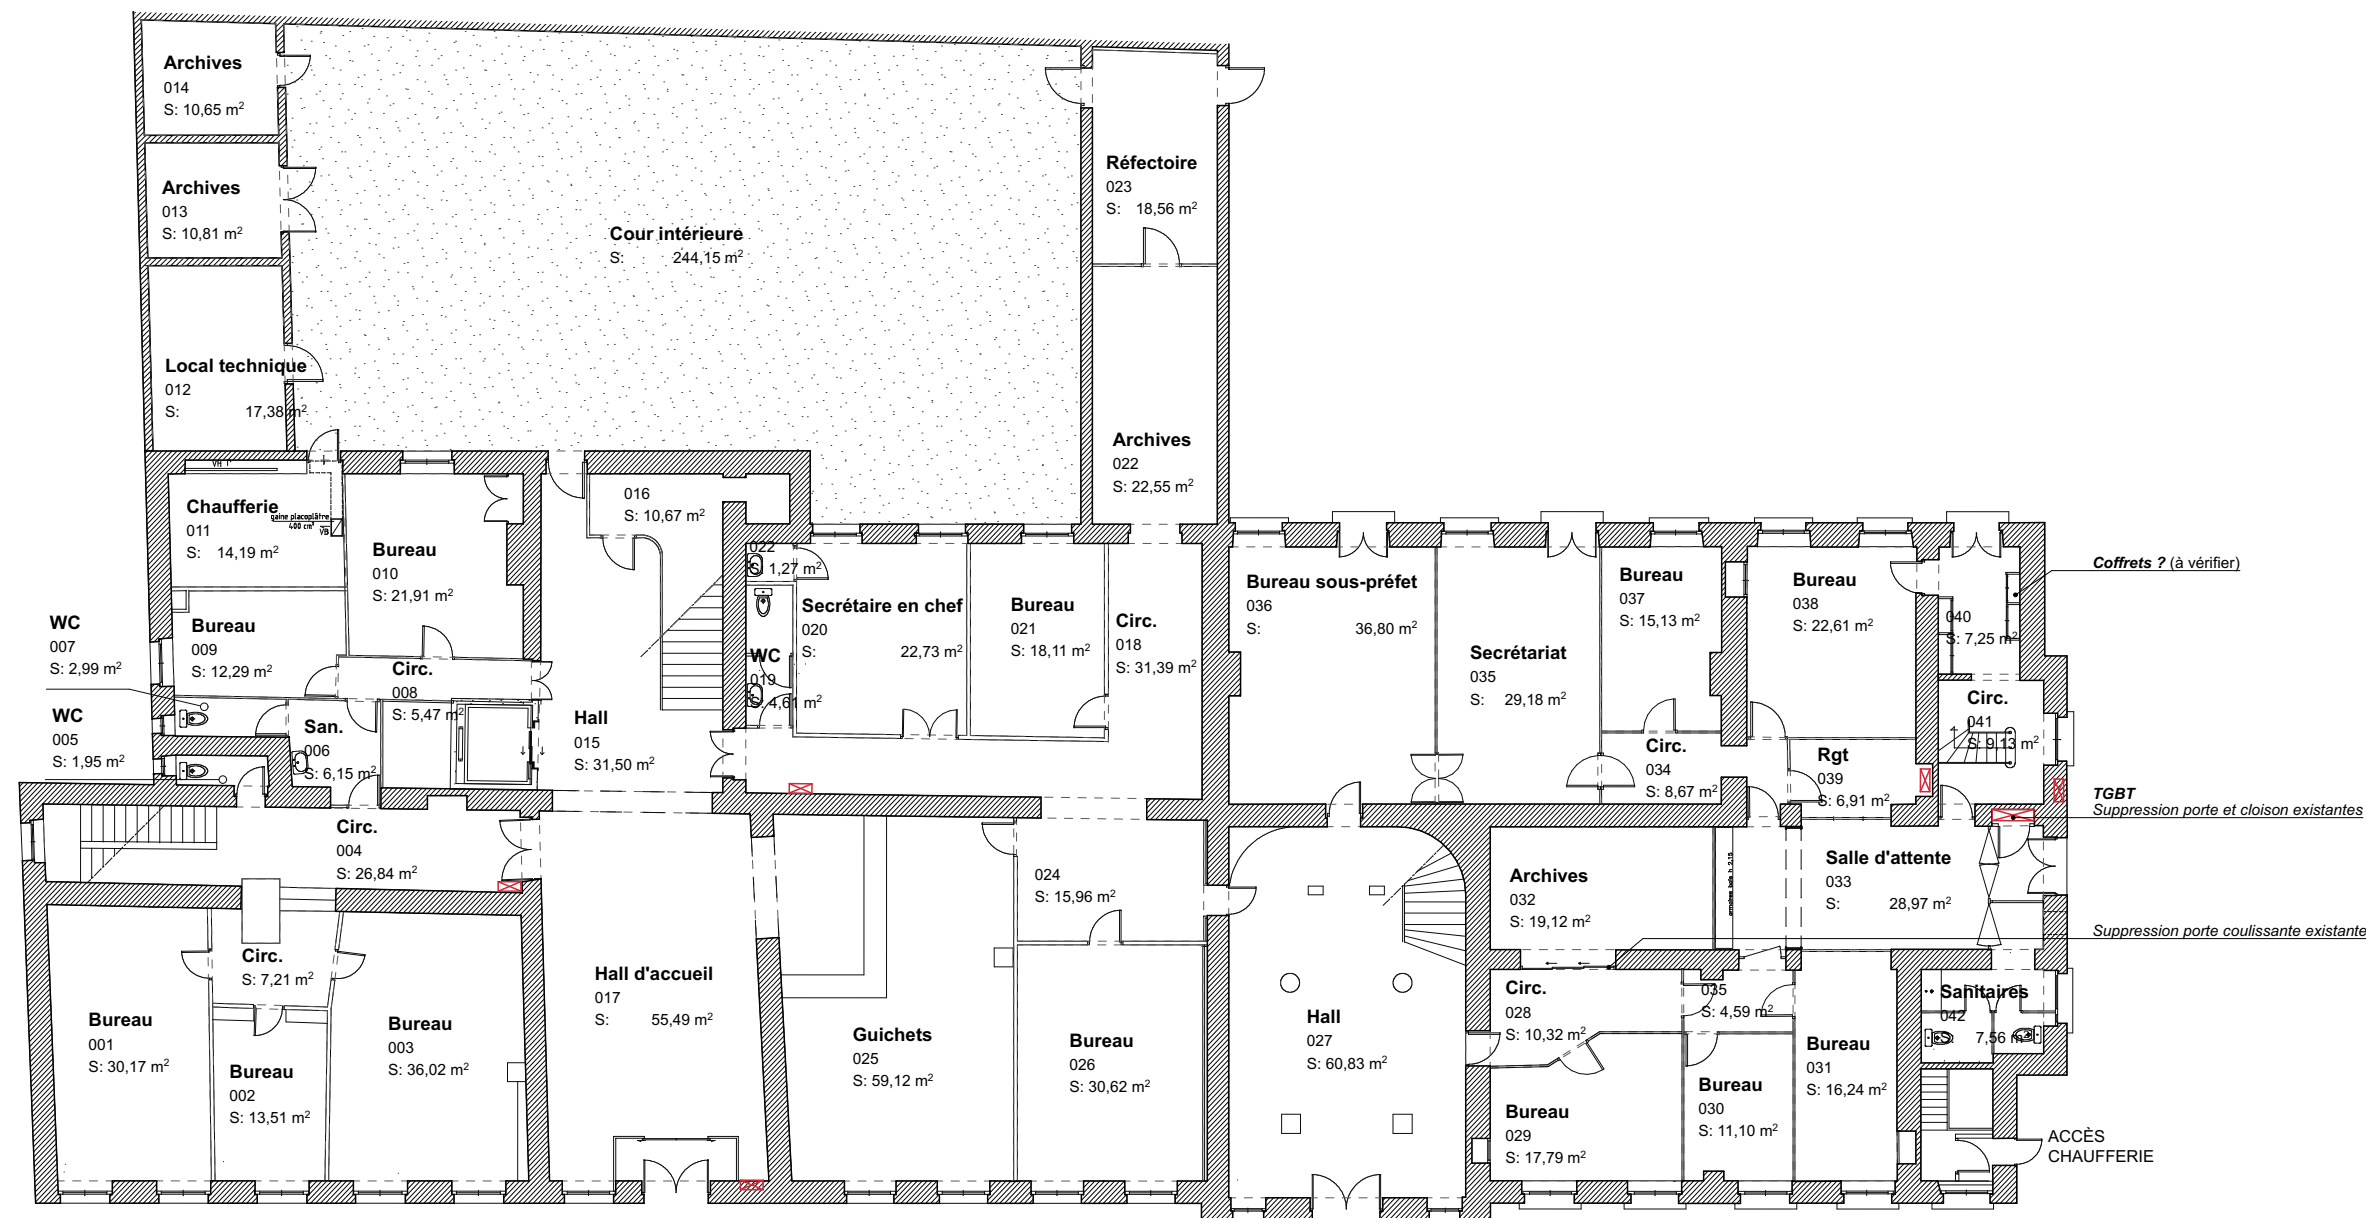 Archives
014
S: 10,65 m²
Archives
013
S: 10,81 m²
Cour intérieure
S: 244,15 m²
Réfectoire
023
S: 18,56 m²
Local technique
012
S: 17,38 m²
Archives
022
S: 22,55 m²
VH 1°
Chaufferie
011
S: 14,19 m²
gaine placoplâtre
400 cm²
VB
Bureau
010
S: 21,91 m²
016
S: 10,67 m²
022
S: 1,27 m²
Secrétaire en chef
020
S: 22,73 m²
Bureau
021
S: 18,11 m²
Circ.
018
S: 31,39 m²
Bureau sous-préfet
036
S: 36,80 m²
Secrétariat
035
S: 29,18 m²
Bureau
037
S: 15,13 m²
Bureau
038
S: 22,61 m²
040
S: 7,25 m²
Coffrets ? (à vérifier)
WC
007
S: 2,99 m²
Bureau
009
S: 12,29 m²
Circ.
008
S: 5,47 m²
WC
019
S: 4,61 m²
WC
005
S: 1,95 m²
San.
006
S: 6,15 m²
Hall
015
S: 31,50 m²
Circ.
034
S: 8,67 m²
Rgt
039
S: 6,91 m²
Circ.
041
S: 9,13 m²
TGBT
Suppression porte et cloison existantes
Circ.
004
S: 26,84 m²
024
S: 15,96 m²
Archives
032
S: 19,12 m²
armoires bois h 2,15
Salle d'attente
033
S: 28,97 m²
Suppression porte coulissante existante
Circ.
S: 7,21 m²
Bureau
001
S: 30,17 m²
Bureau
002
S: 13,51 m²
Bureau
003
S: 36,02 m²
Hall d'accueil
017
S: 55,49 m²
Guichets
025
S: 59,12 m²
Bureau
026
S: 30,62 m²
Hall
027
S: 60,83 m²
Circ.
028
S: 10,32 m²
035
S: 4,59 m²
Bureau
029
S: 17,79 m²
Bureau
030
S: 11,10 m²
Bureau
031
S: 16,24 m²
Sanitaires
042
S: 7,56 m²
ACCÈS
CHAUFFERIE